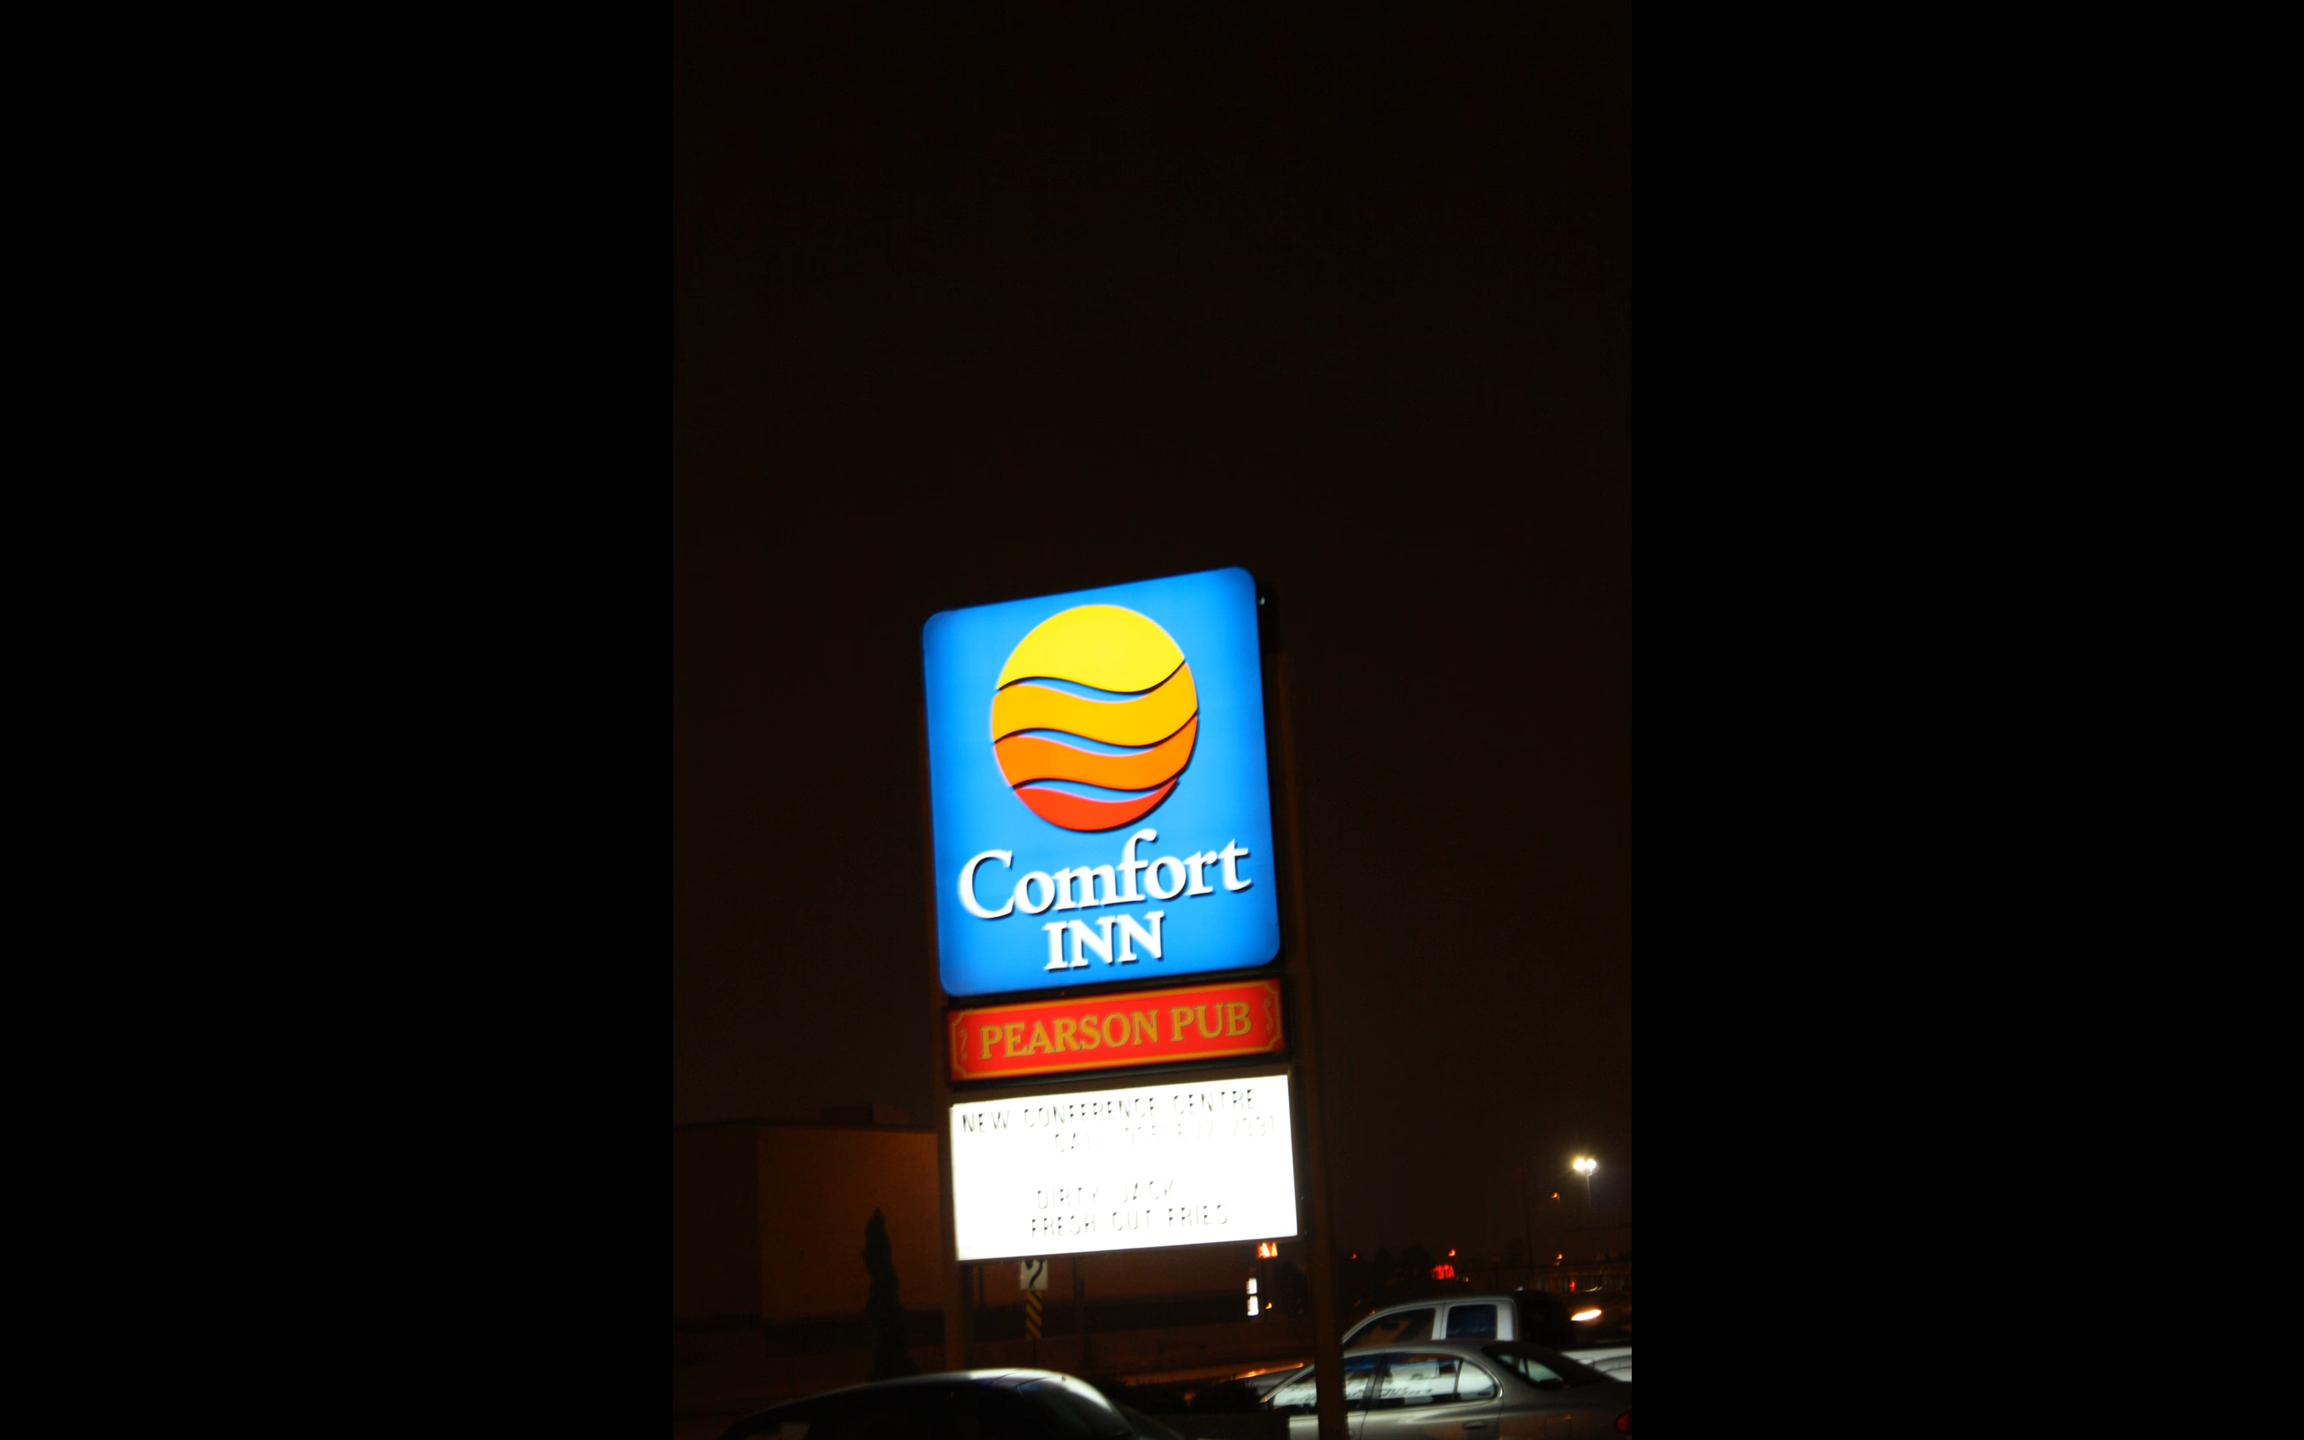 Comfort
INN
PEARSON PUB
NEW CONFERENCE CENTRE
DIRTY JACK
FRESH CUT FRIES